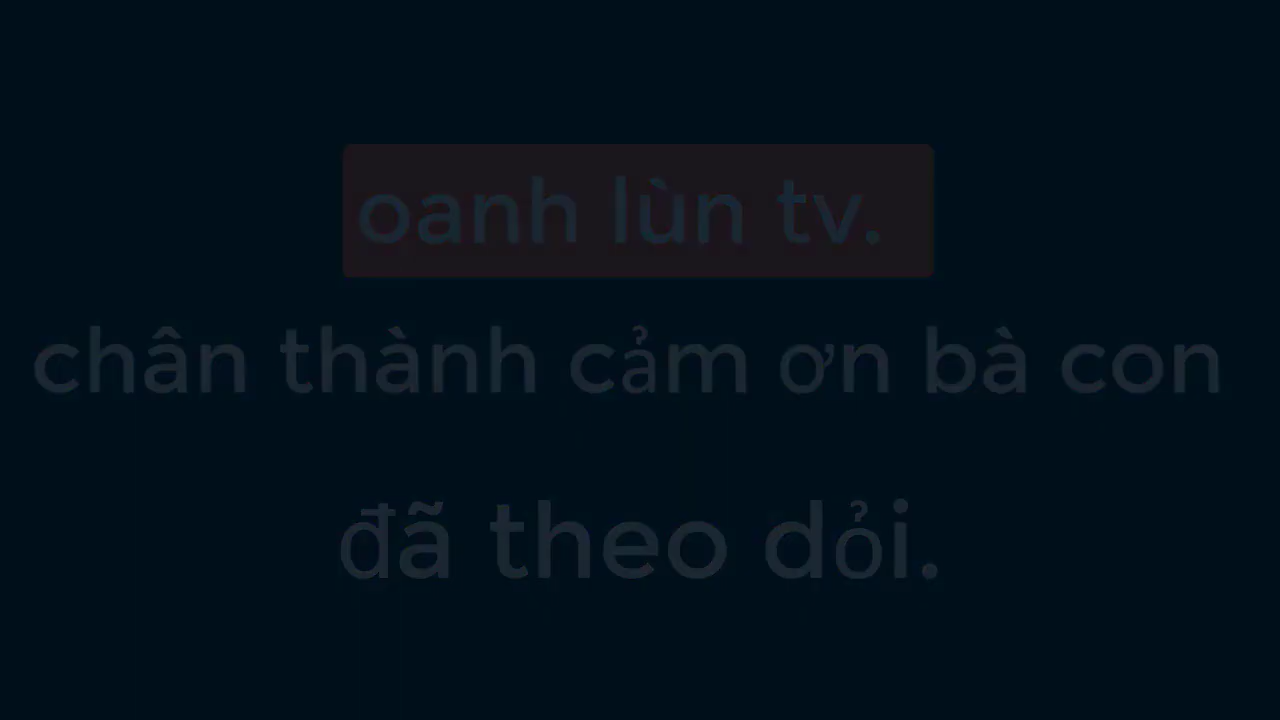 oanh lùn tv.
chân thành cảm ơn bà con
đã theo dỏi.